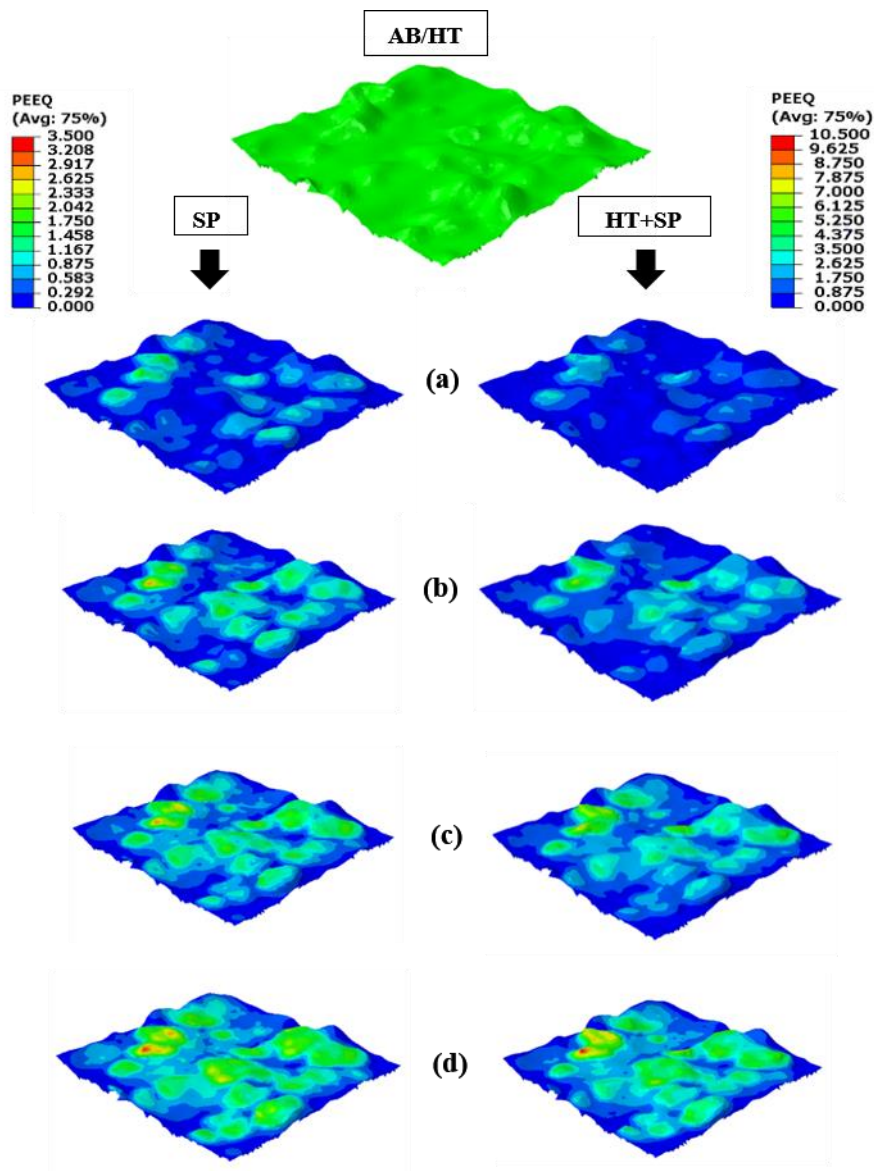 AB/HT
PEEQ
(Avg: 75%)
3.500
3.208
2.917
2.625
2.333
2.042
1.750
1.458
1.167
0.875
0.583
0.292
0.000
PEEQ
(Avg: 75%)
10.500
9.625
8.750
7.875
7.000
6.125
5.250
4.375
3.500
2.625
1.750
0.875
0.000
SP
HT+SP
(a)
(b)
(c)
(d)